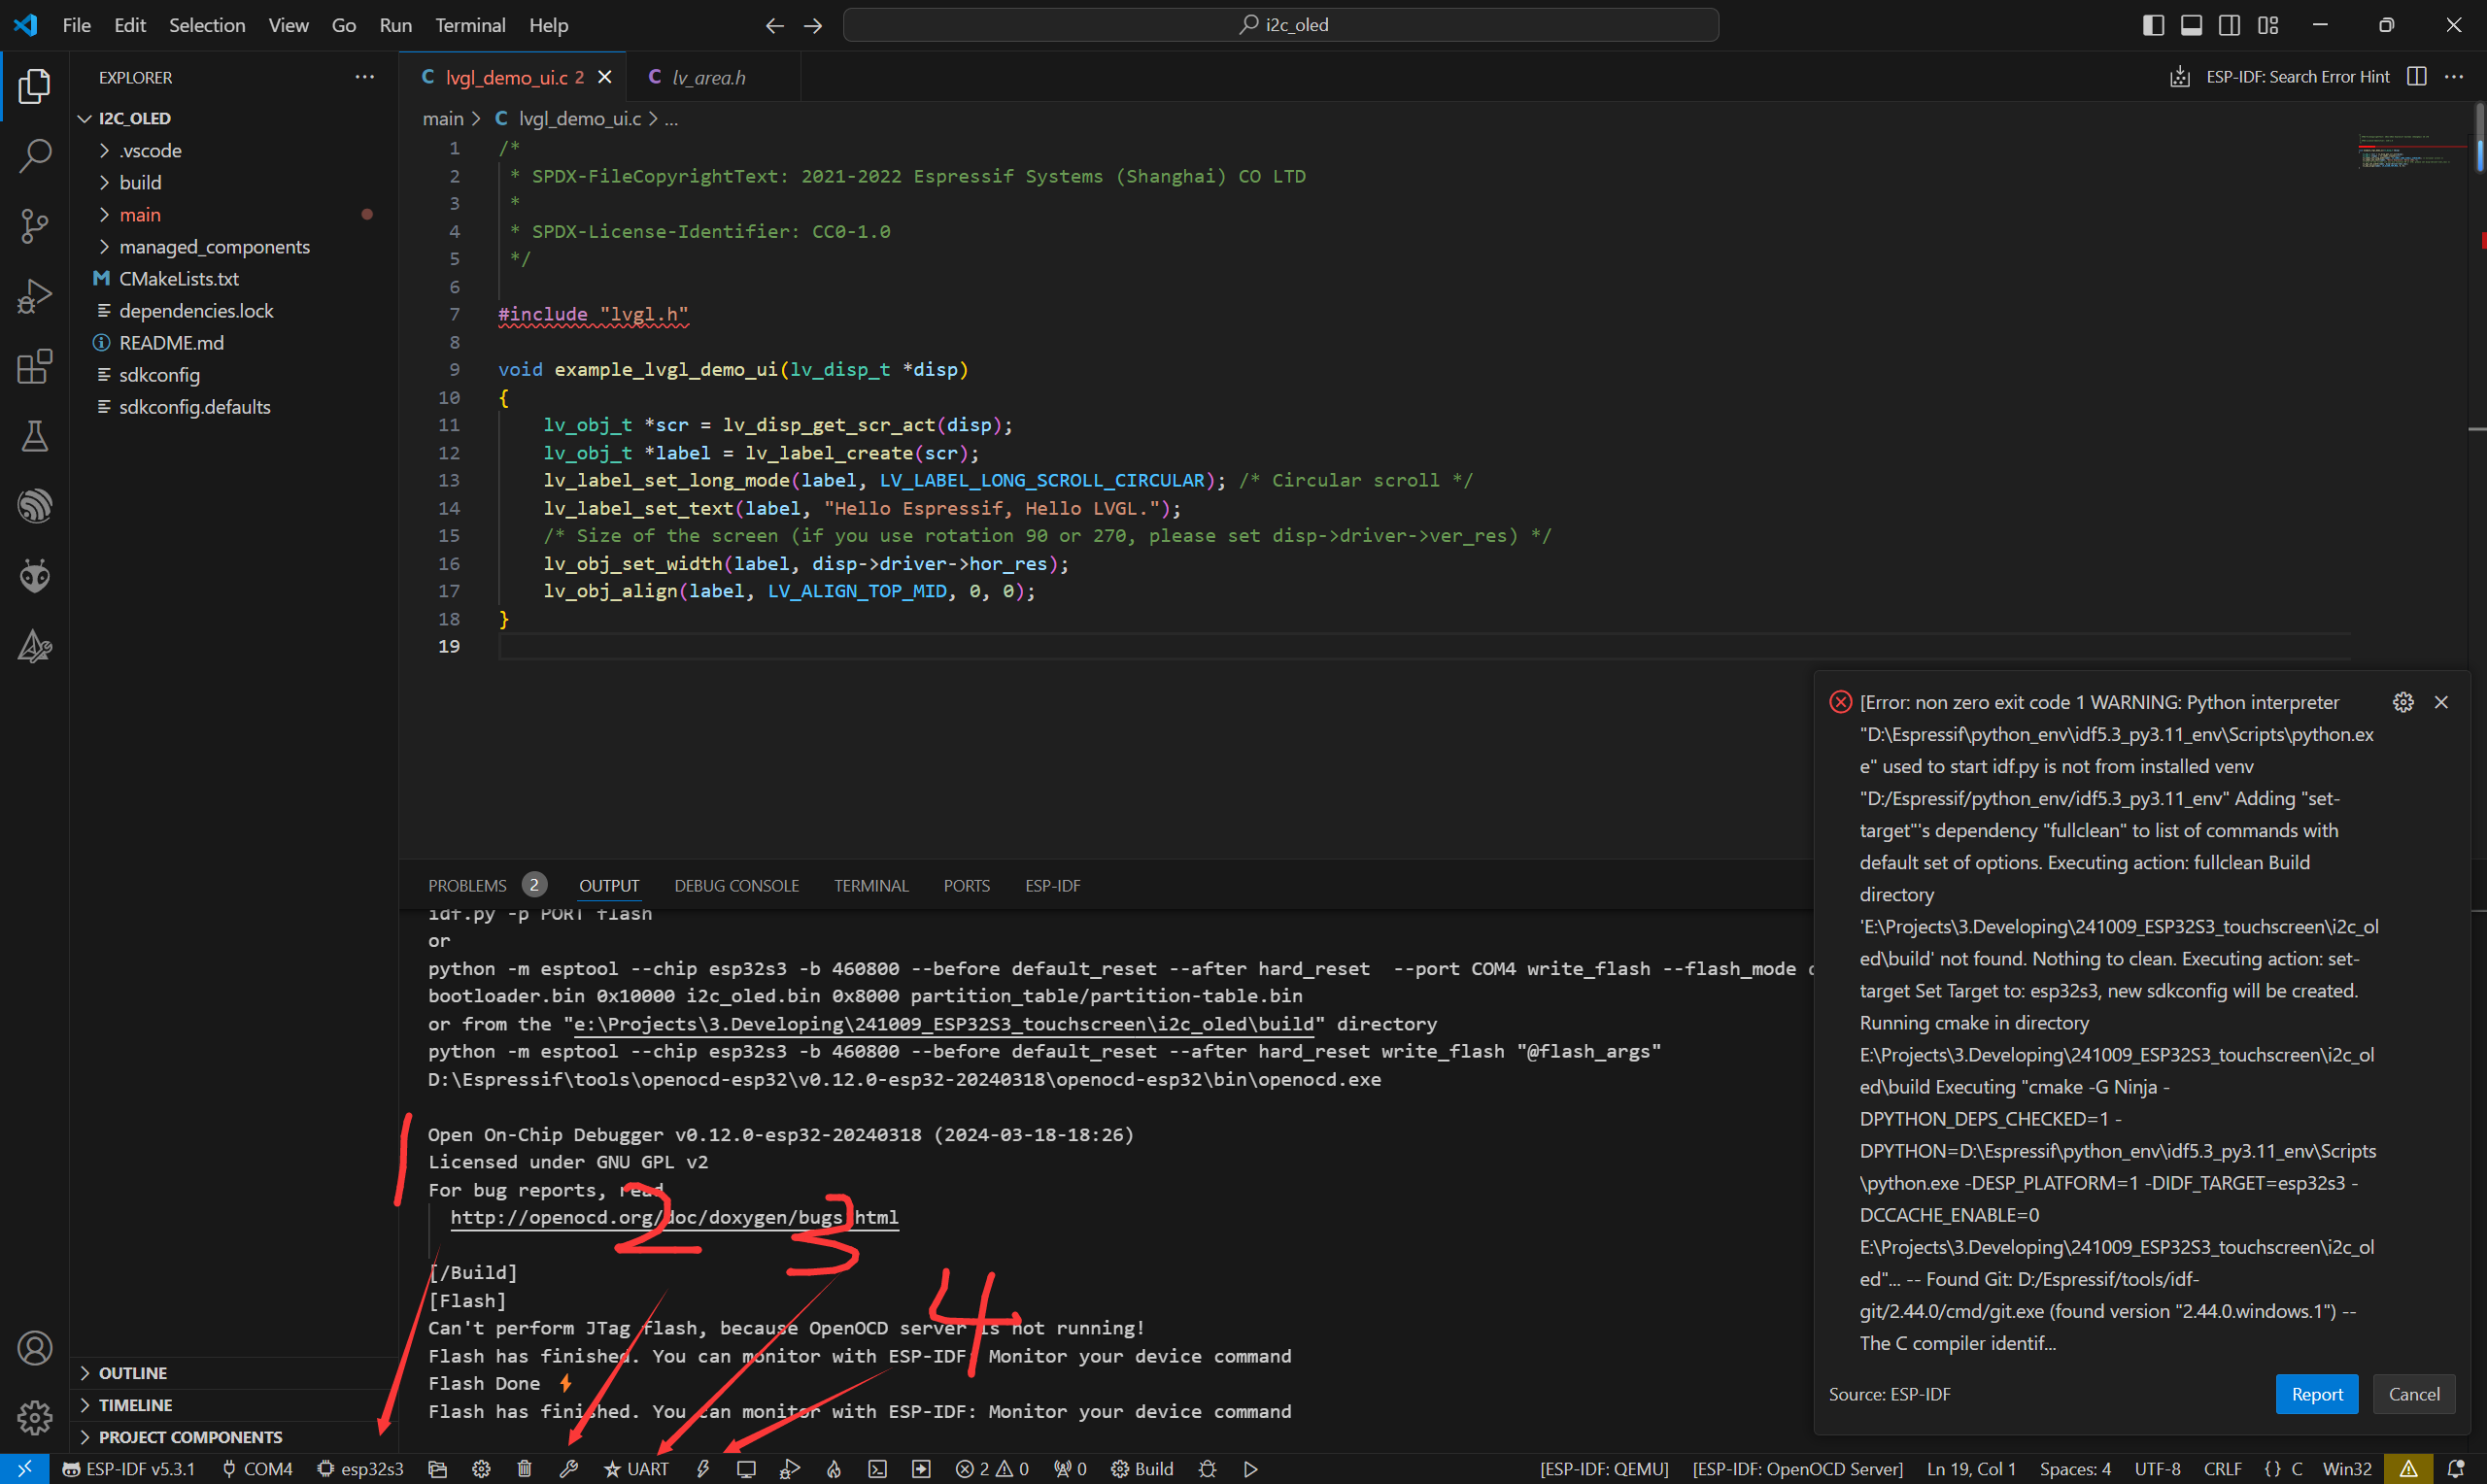 File Edit Selection View Go Run Terminal Help
i2c_oled
EXPLORER
I2C_OLED
.vscode
build
main
managed_components
CMakeLists.txt
dependencies.lock
README.md
sdkconfig
sdkconfig.defaults
OUTLINE
TIMELINE
PROJECT COMPONENTS
C lvgl_demo_ui.c 2
C lv_area.h
ESP-IDF: Search Error Hint
main > C lvgl_demo_ui.c > ...
1 /*
2 * SPDX-FileCopyrightText: 2021-2022 Espressif Systems (Shanghai) CO LTD
3 *
4 * SPDX-License-Identifier: CC0-1.0
5 */
6
7 #include "lvgl.h"
8
9 void example_lvgl_demo_ui(lv_disp_t *disp)
10 {
11 lv_obj_t *scr = lv_disp_get_scr_act(disp);
12 lv_obj_t *label = lv_label_create(scr);
13 lv_label_set_long_mode(label, LV_LABEL_LONG_SCROLL_CIRCULAR); /* Circular scroll */
14 lv_label_set_text(label, "Hello Espressif, Hello LVGL.");
15 /* Size of the screen (if you use rotation 90 or 270, please set disp->driver->ver_res) */
16 lv_obj_set_width(label, disp->driver->hor_res);
17 lv_obj_align(label, LV_ALIGN_TOP_MID, 0, 0);
18 }
19
PROBLEMS 2 OUTPUT DEBUG CONSOLE TERMINAL PORTS ESP-IDF
idf.py -p PORT flash
or
python -m esptool --chip esp32s3 -b 460800 --before default_reset --after hard_reset --port COM4 write_flash --flash_mode
bootloader.bin 0x10000 i2c_oled.bin 0x8000 partition_table/partition-table.bin
or from the "e:\Projects\3.Developing\241009_ESP32S3_touchscreen\i2c_oled\build" directory
python -m esptool --chip esp32s3 -b 460800 --before default_reset --after hard_reset write_flash "@flash_args"
D:\Espressif\tools\openocd-esp32\v0.12.0-esp32-20240318\openocd-esp32\bin\openocd.exe
Open On-Chip Debugger v0.12.0-esp32-20240318 (2024-03-18-18:26)
Licensed under GNU GPL v2
For bug reports, read
http://openocd.org/doc/doxygen/bugs.html
[/Build]
[Flash]
Can't perform JTag flash, because OpenOCD server is not running!
Flash has finished. You can monitor with ESP-IDF: Monitor your device command
Flash Done ⚡
Flash has finished. You can monitor with ESP-IDF: Monitor your device command
1
2
3
4
[Error: non zero exit code 1 WARNING: Python interpreter
"D:\Espressif\python_env\idf5.3_py3.11_env\Scripts\python.ex
e" used to start idf.py is not from installed venv
"D:/Espressif/python_env/idf5.3_py3.11_env" Adding "set-
target"'s dependency "fullclean" to list of commands with
default set of options. Executing action: fullclean Build
directory
'E:\Projects\3.Developing\241009_ESP32S3_touchscreen\i2c_ol
ed\build' not found. Nothing to clean. Executing action: set-
target Set Target to: esp32s3, new sdkconfig will be created.
Running cmake in directory
E:\Projects\3.Developing\241009_ESP32S3_touchscreen\i2c_ol
ed\build Executing "cmake -G Ninja -
DPYTHON_DEPS_CHECKED=1 -
DPYTHON=D:\Espressif\python_env\idf5.3_py3.11_env\Scripts
\python.exe -DESP_PLATFORM=1 -DIDF_TARGET=esp32s3 -
DCCACHE_ENABLE=0
E:\Projects\3.Developing\241009_ESP32S3_touchscreen\i2c_ol
ed"... -- Found Git: D:/Espressif/tools/idf-
git/2.44.0/cmd/git.exe (found version "2.44.0.windows.1") --
The C compiler identif...
Source: ESP-IDF
Report
Cancel
ESP-IDF v5.3.1 COM4 esp32s3 UART 2 0 0 Build [ESP-IDF: QEMU] [ESP-IDF: OpenOCD Server] Ln 19, Col 1 Spaces: 4 UTF-8 CRLF {} C Win32